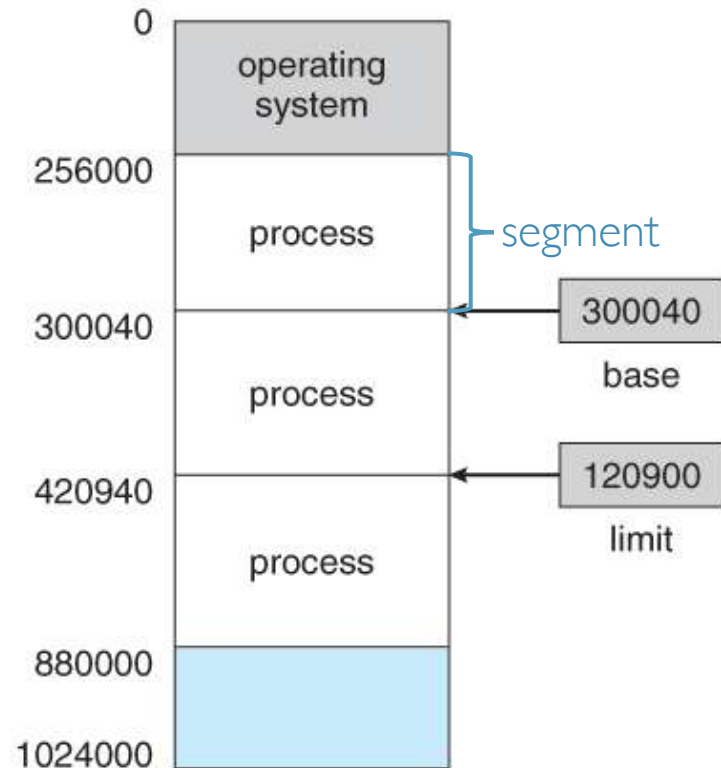 0
operating
system
256000
process
segment
300040
300040
base
process
420940
120900
limit
process
880000
1024000